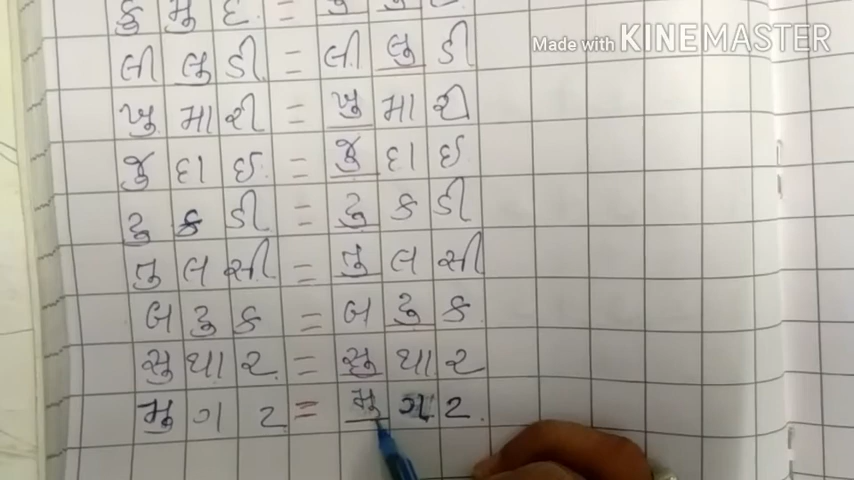 કુ મુ દ =
Made with KINEMASTER
લી લુ ડી = લી લુ ડી
ખુ મા રી = ખુ મા રી
જુ દા ઇ = જુ દા ઇ
ટુ ક ડી = ટુ ક ડી
તુ લ સી = તુ લ સી
બ ટુ ક = બ ટુ ક
સુ થા ર = સુ થા ર
મુ ગ ટ = મુ ગ ટ